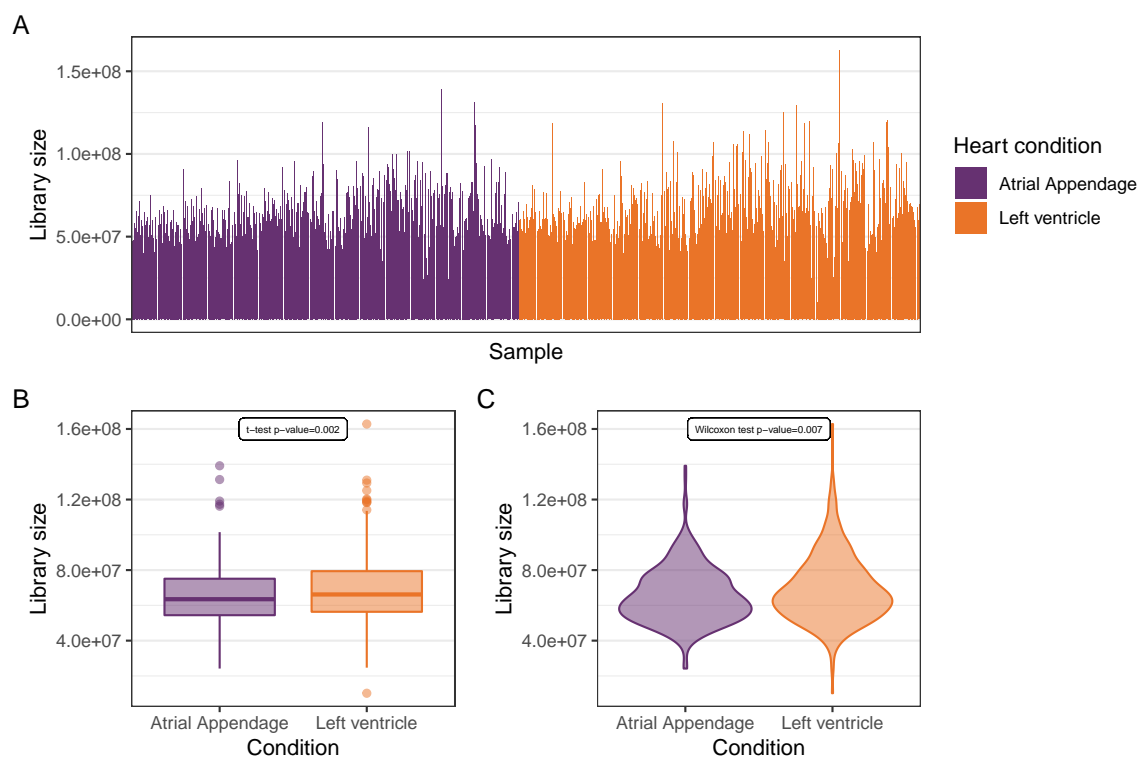 A
Library size
1.5e+08
1.0e+08
5.0e+07
0.0e+00
Sample
Heart condition
Atrial Appendage
Left ventricle
B
Library size
1.6e+08
1.2e+08
8.0e+07
4.0e+07
t−test p−value=0.002
Atrial Appendage Left ventricle
Condition
C
Library size
1.6e+08
1.2e+08
8.0e+07
4.0e+07
Wilcoxon test p−value=0.007
Atrial Appendage Left ventricle
Condition